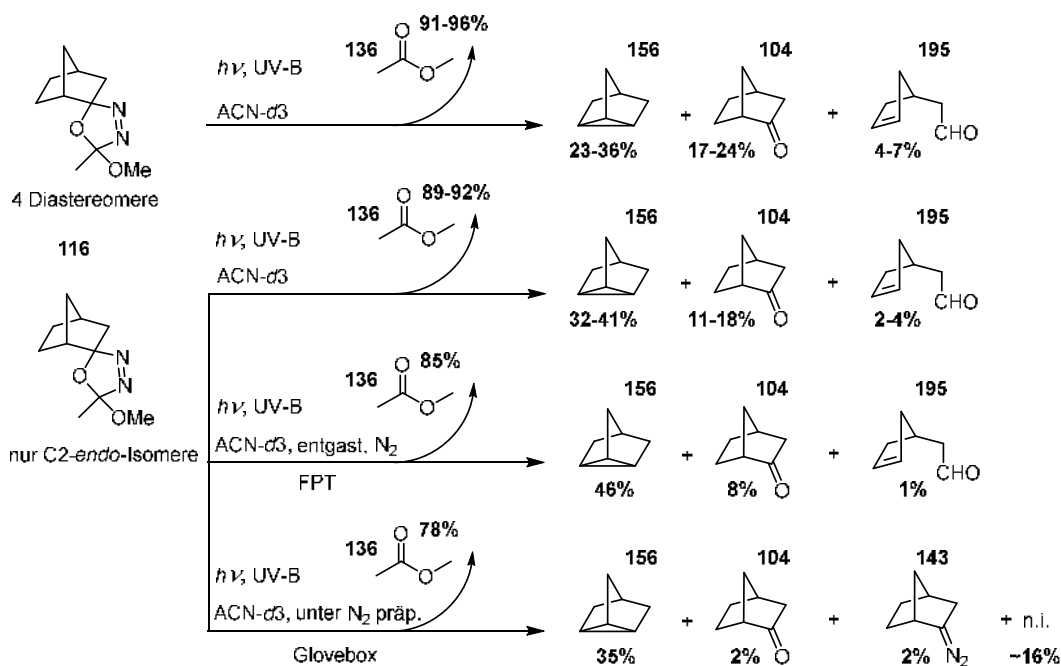 136 O 91-96%
O
hν, UV-B
ACN-d3
156 104 195
N
N
O
OMe
4 Diastereomere
+ +
O
CHO
23-36% 17-24% 4-7%
116
136 O 89-92%
O
hν, UV-B
ACN-d3
156 104 195
+ +
O
CHO
32-41% 11-18% 2-4%
N
N
O
OMe
nur C2-endo-Isomere
136 O 85%
O
hν, UV-B
ACN-d3, entgast, N2
FPT
156 104 195
+ +
O
CHO
46% 8% 1%
136 O 78%
O
hν, UV-B
ACN-d3, unter N2 präp.
Glovebox
156 104 143
+ + + n.i.
O
N2
35% 2% 2% ~16%